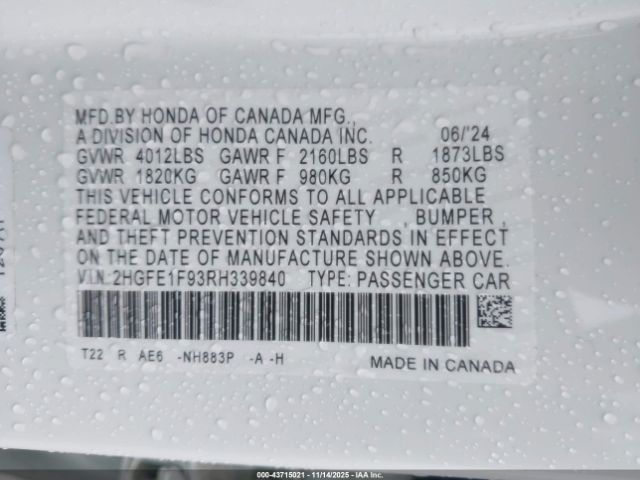 MFD.BY HONDA OF CANADA MFG.,
A DIVISION OF HONDA CANADA INC. 06/'24
GVWR 4012LBS GAWR F 2160LBS R 1873LBS
GVWR 1820KG GAWR F 980KG R 850KG
THIS VEHICLE CONFORMS TO ALL APPLICABLE
FEDERAL MOTOR VEHICLE SAFETY , BUMPER ,
AND THEFT PREVENTION STANDARDS IN EFFECT
ON THE DATE OF MANUFACTURE SHOWN ABOVE.
V.I.N.:2HGFE1F93RH339840 TYPE: PASSENGER CAR
T22 R AE6 -NH883P -A -H MADE IN CANADA
000-43715021 - 11/14/2025 - IAA Inc.